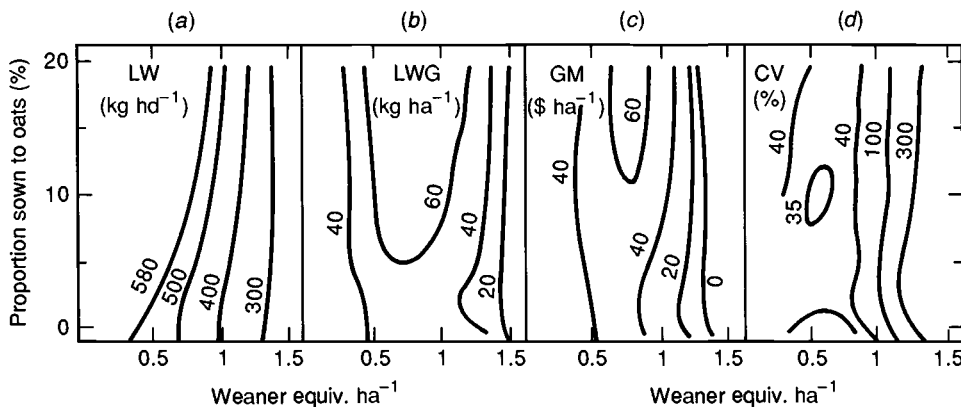 (a) (b) (c) (d)
Proportion sown to oats (%)
20
10
0
LW
(kg hd⁻¹)
580
500
400
300
LWG
(kg ha⁻¹)
40
60
40
20
GM
($ ha⁻¹)
40
60
40
20
0
CV
(%)
40
35
40
100
300
0.5 1 1.5 0.5 1 1.5 0.5 1 1.5 0.5 1 1.5
Weaner equiv. ha⁻¹ Weaner equiv. ha⁻¹